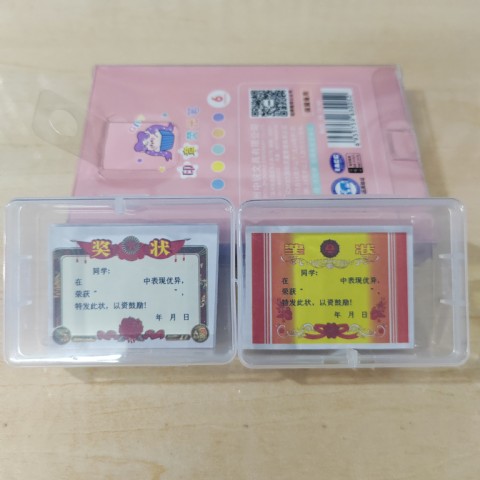 6
奖 状
同学:
在 中表现优异,
荣获“ ”,
特发此状,以资鼓励!
年 月 日
奖 状
同学:
在 中表现优异,
荣获“ ”,
特发此状,以资鼓励!
年 月 日